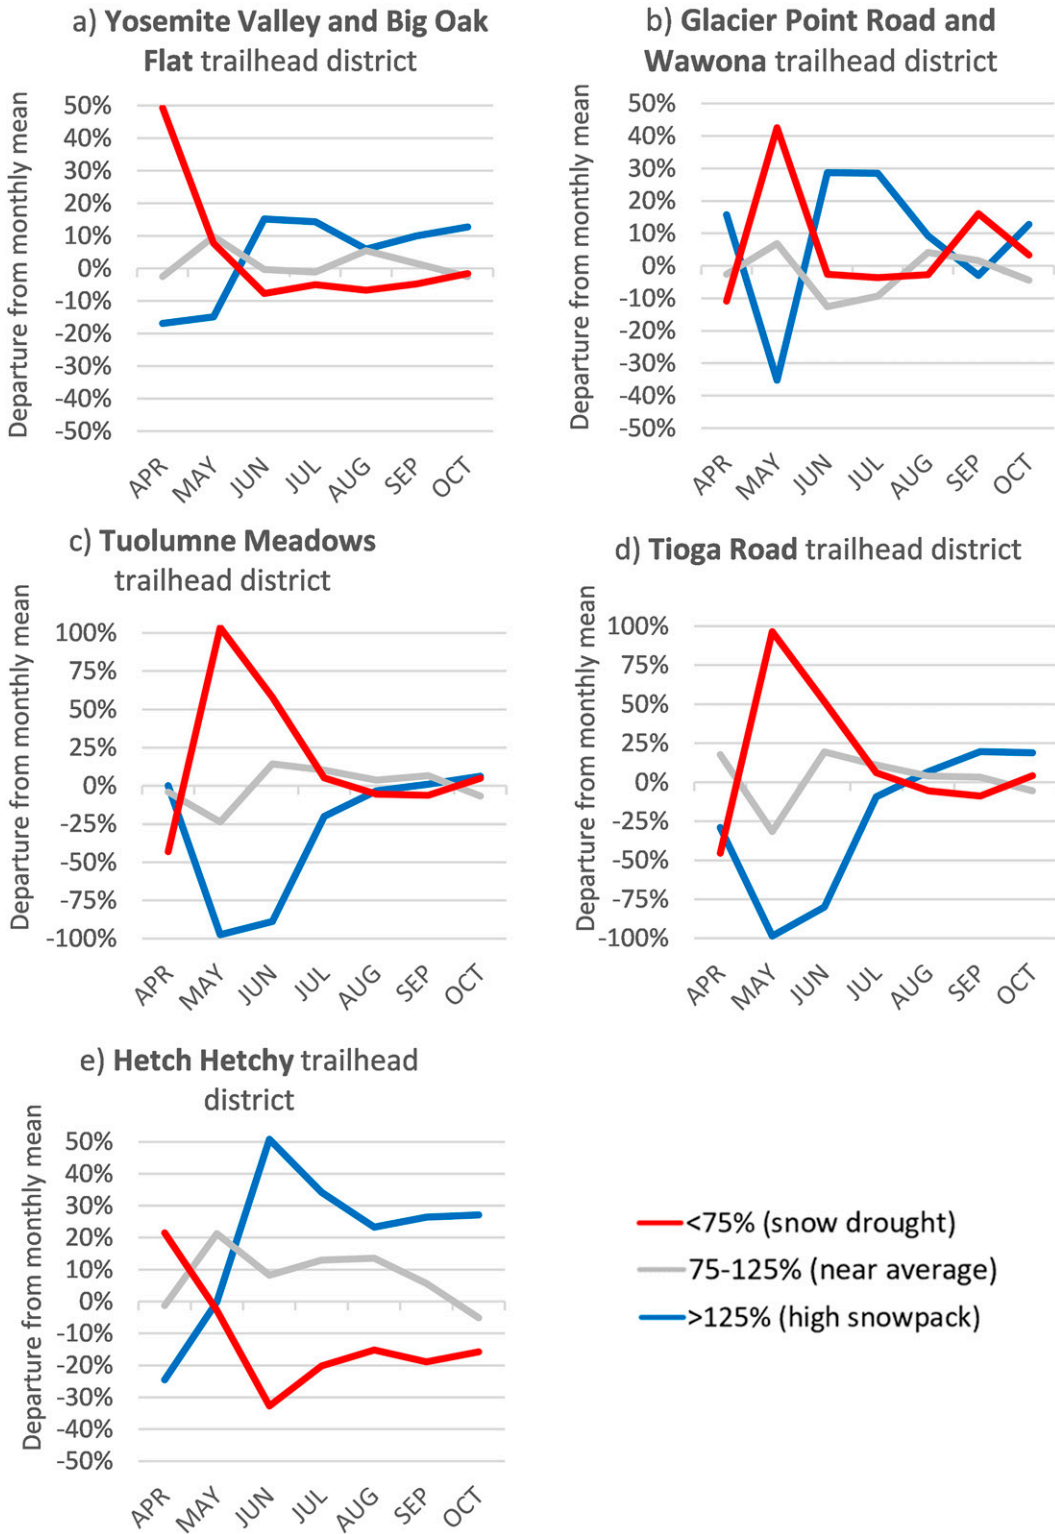 a) Yosemite Valley and Big Oak
Flat trailhead district
Departure from monthly mean
50%
40%
30%
20%
10%
0%
-10%
-20%
-30%
-40%
-50%
APR
MAY
JUN
JUL
AUG
SEP
OCT
b) Glacier Point Road and
Wawona trailhead district
Departure from monthly mean
50%
40%
30%
20%
10%
0%
-10%
-20%
-30%
-40%
-50%
APR
MAY
JUN
JUL
AUG
SEP
OCT
c) Tuolumne Meadows
trailhead district
Departure from monthly mean
100%
75%
50%
25%
0%
-25%
-50%
-75%
-100%
APR
MAY
JUN
JUL
AUG
SEP
OCT
d) Tioga Road trailhead district
Departure from monthly mean
100%
75%
50%
25%
0%
-25%
-50%
-75%
-100%
APR
MAY
JUN
JUL
AUG
SEP
OCT
e) Hetch Hetchy trailhead
district
Departure from monthly mean
50%
40%
30%
20%
10%
0%
-10%
-20%
-30%
-40%
-50%
APR
MAY
JUN
JUL
AUG
SEP
OCT
<75% (snow drought)
75-125% (near average)
>125% (high snowpack)